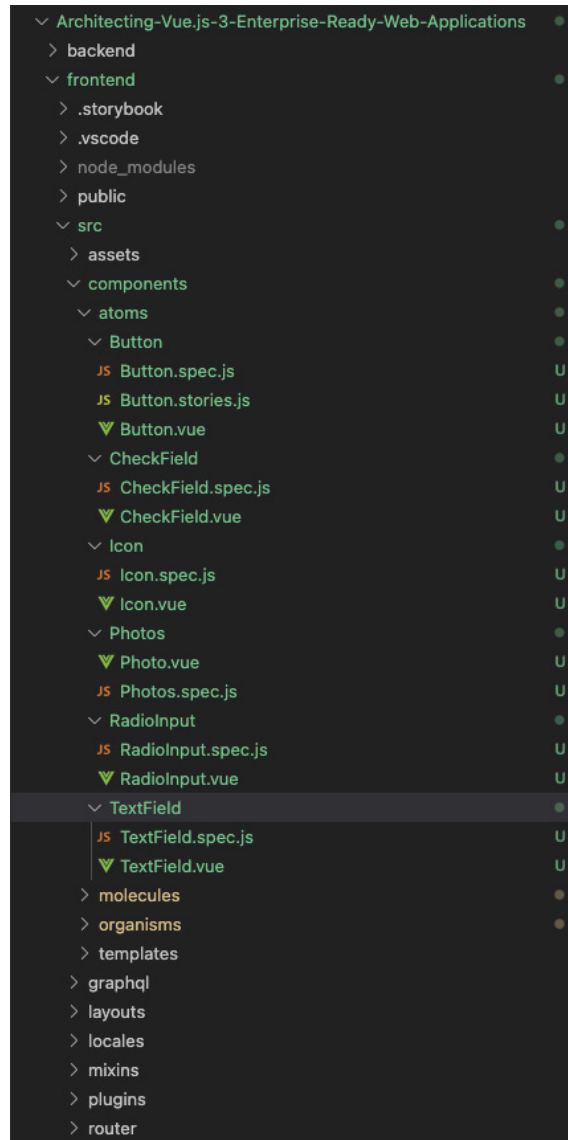 Architecting-Vue.js-3-Enterprise-Ready-Web-Applications
backend
frontend
.storybook
.vscode
node_modules
public
src
assets
components
atoms
Button
JS Button.spec.js U
JS Button.stories.js U
Button.vue U
CheckField
JS CheckField.spec.js U
CheckField.vue U
Icon
JS Icon.spec.js U
Icon.vue U
Photos
Photo.vue U
JS Photos.spec.js U
RadioInput
JS RadioInput.spec.js U
RadioInput.vue U
TextField
JS TextField.spec.js U
TextField.vue U
molecules
organisms
templates
graphql
layouts
locales
mixins
plugins
router